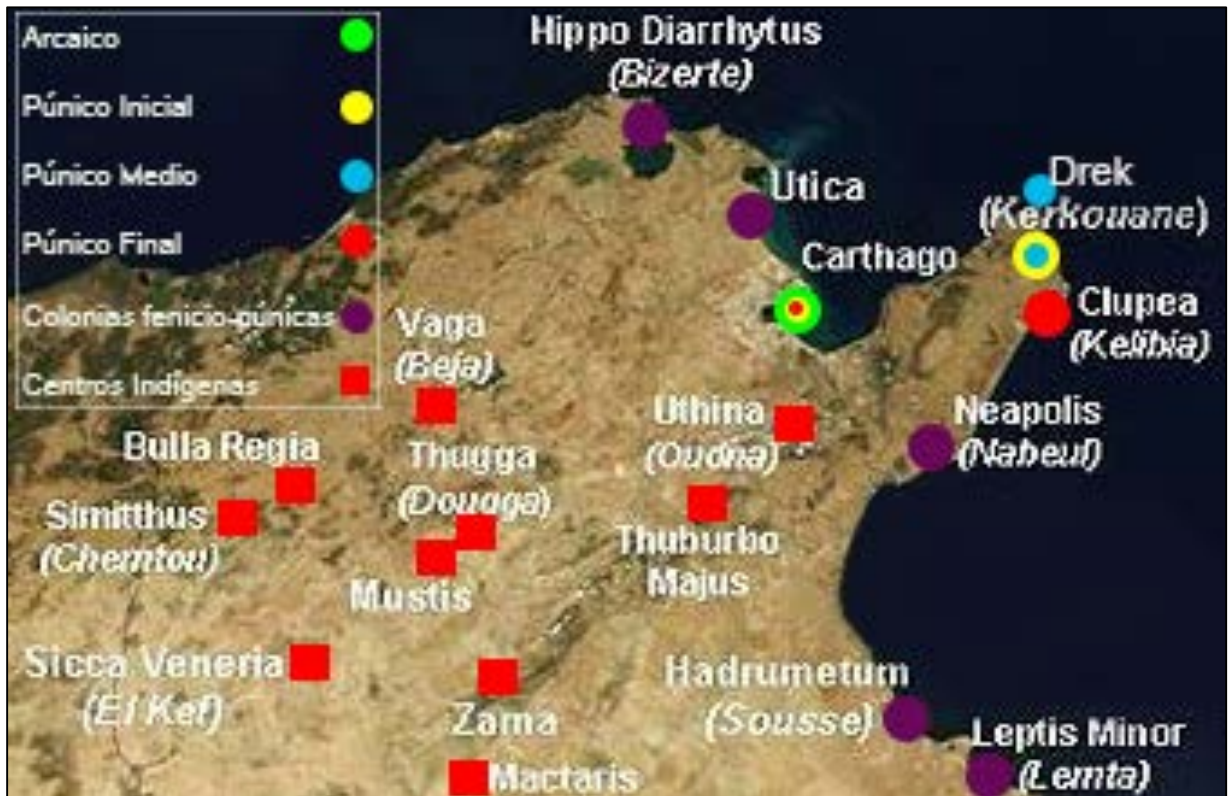 Arcaico
Púnico Inicial
Púnico Medio
Púnico Final
Colonias fenicio-púnicas
Centros Indígenas
Hippo Diarrhytus
(Bizerte)
Utica
Drek
(Kerkouane)
Carthago
Clupea
(Kelibia)
Vaga
(Beja)
Uthina
(Oudna)
Neapolis
(Nabeul)
Bulla Regia
Thugga
(Dougga)
Simitthus
(Chemtou)
Thuburbo
Majus
Mustis
Sicca Veneria
(El Kef)
Zama
Hadrumetum
(Sousse)
Leptis Minor
(Lemta)
Mactaris